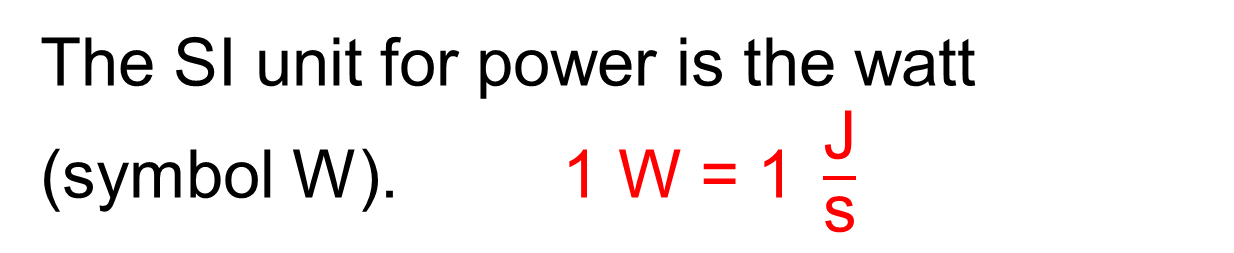 The SI unit for power is the watt
(symbol W). 1 W = 1 J/s